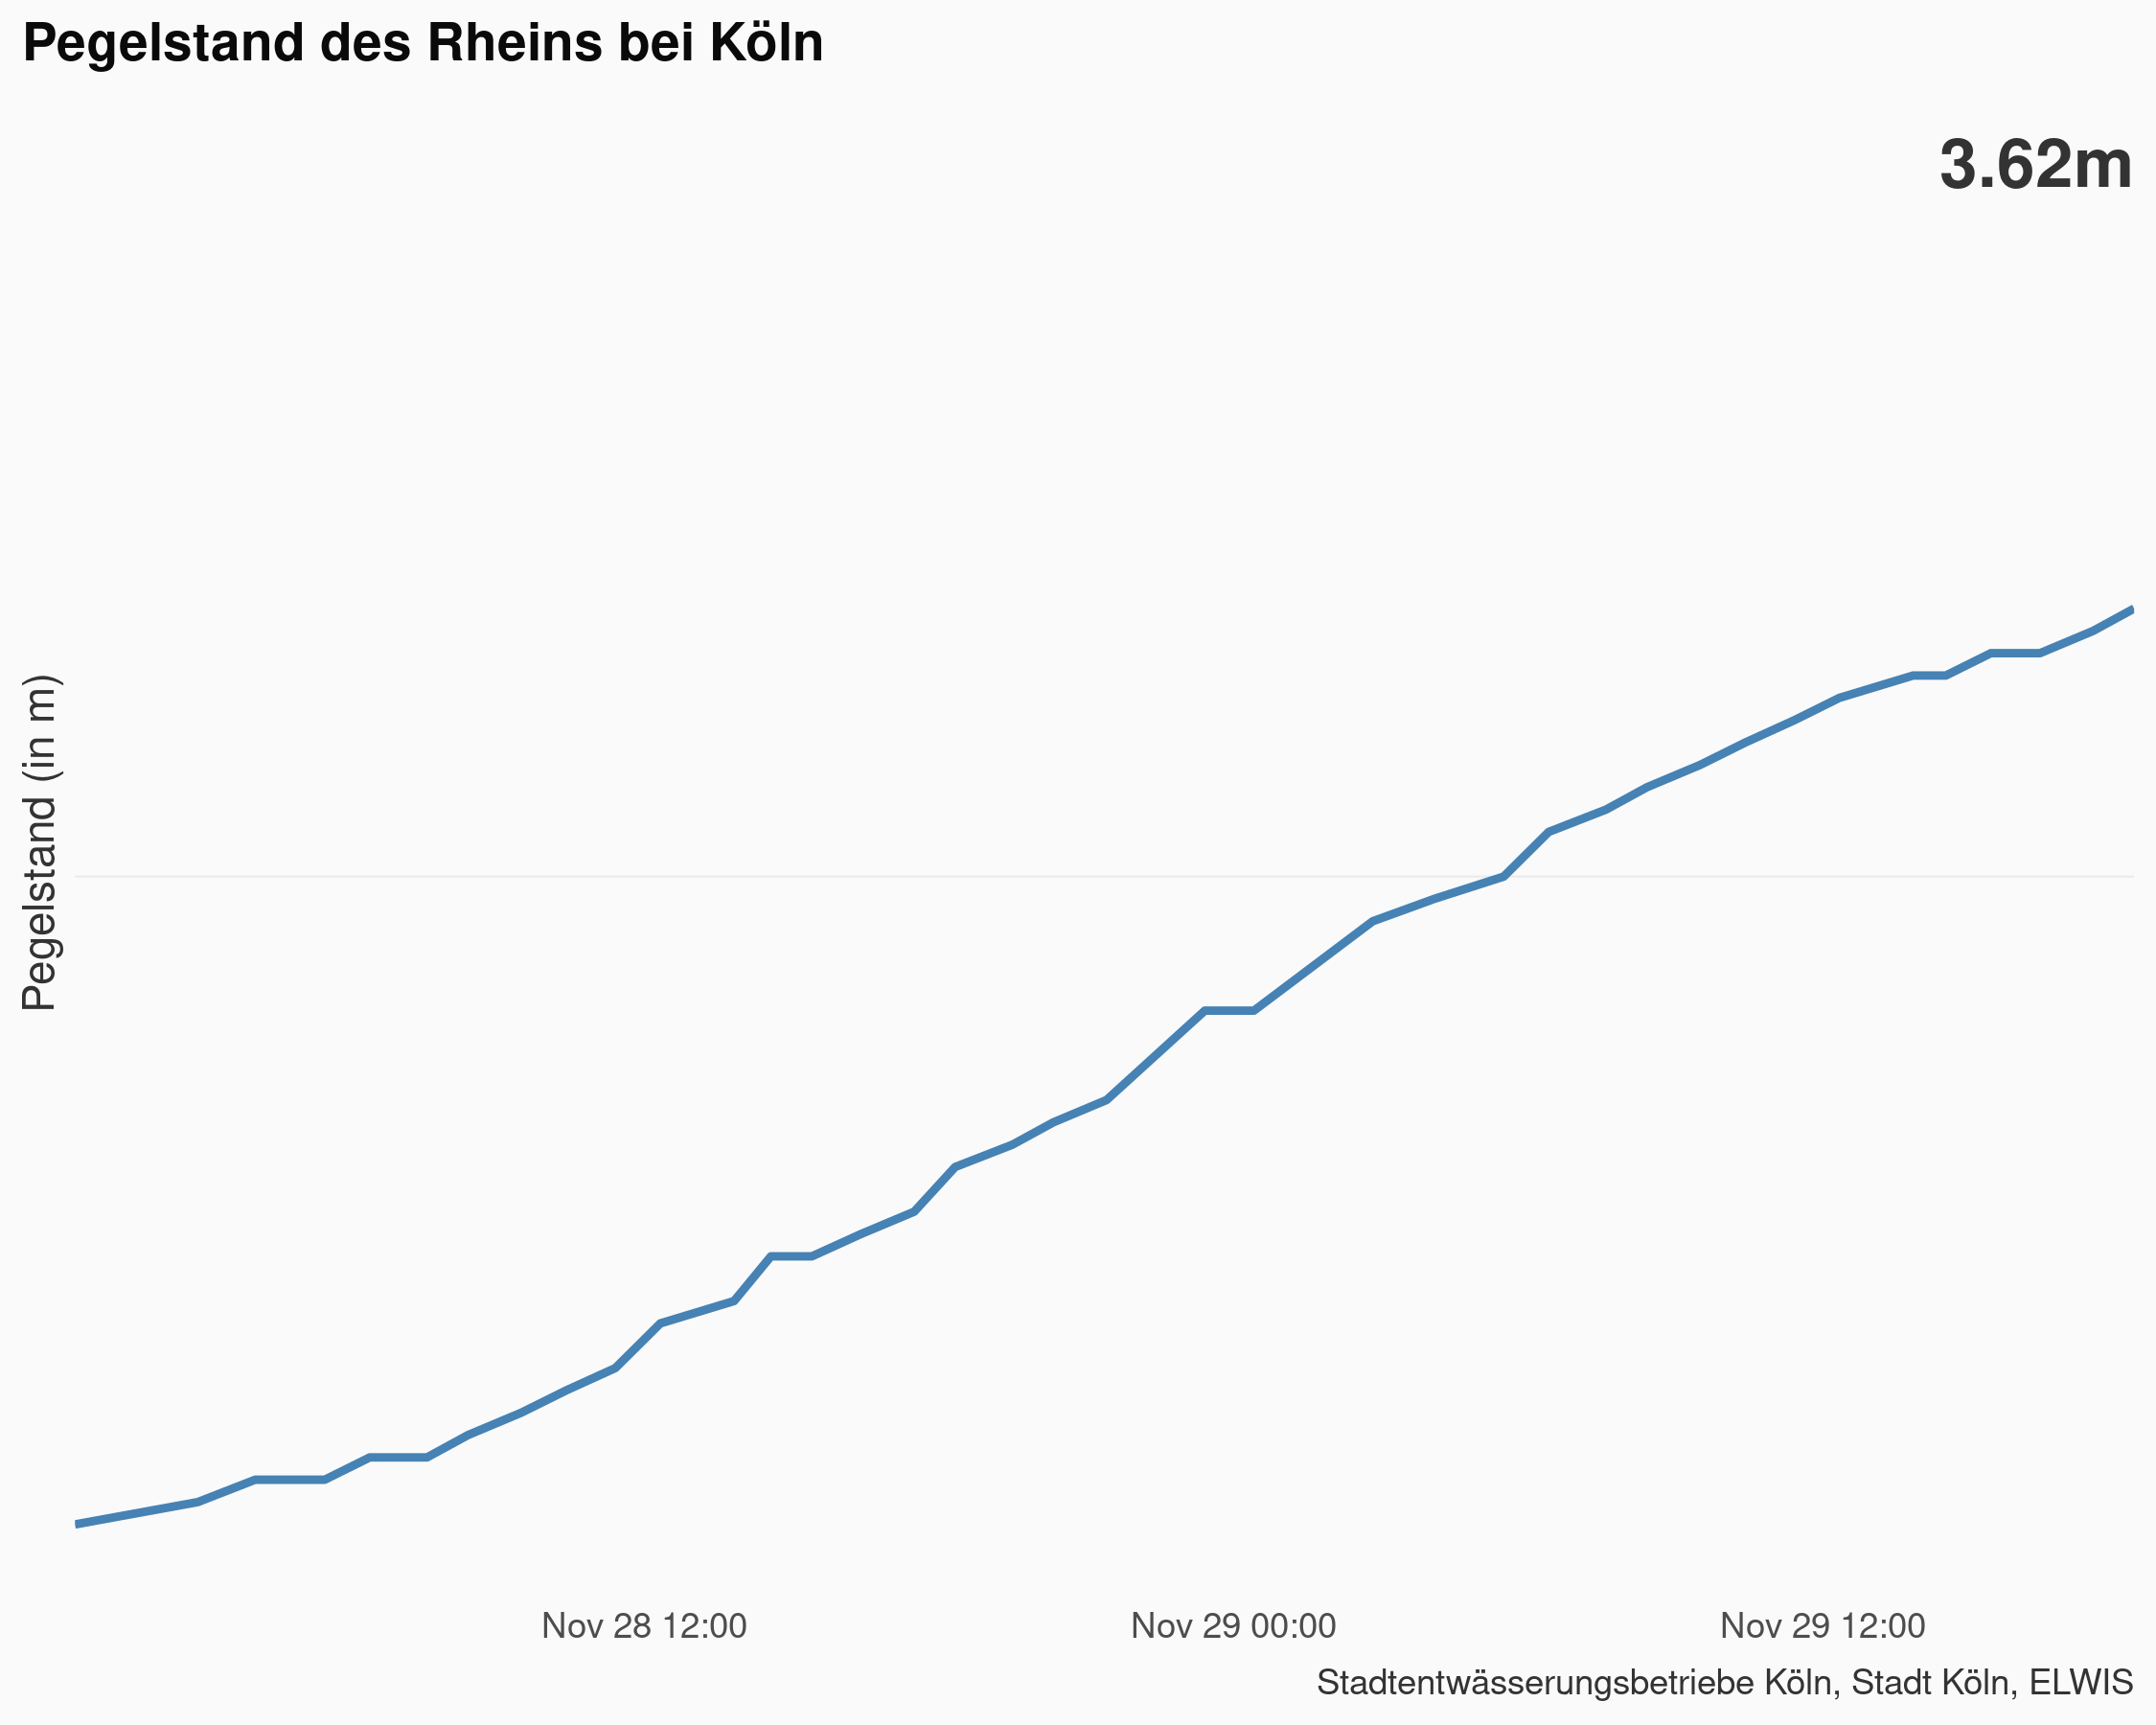 Pegelstand des Rheins bei Köln
3.62m
Pegelstand (in m)
Nov 28 12:00
Nov 29 00:00
Nov 29 12:00
Stadtentwässerungsbetriebe Köln, Stadt Köln, ELWIS